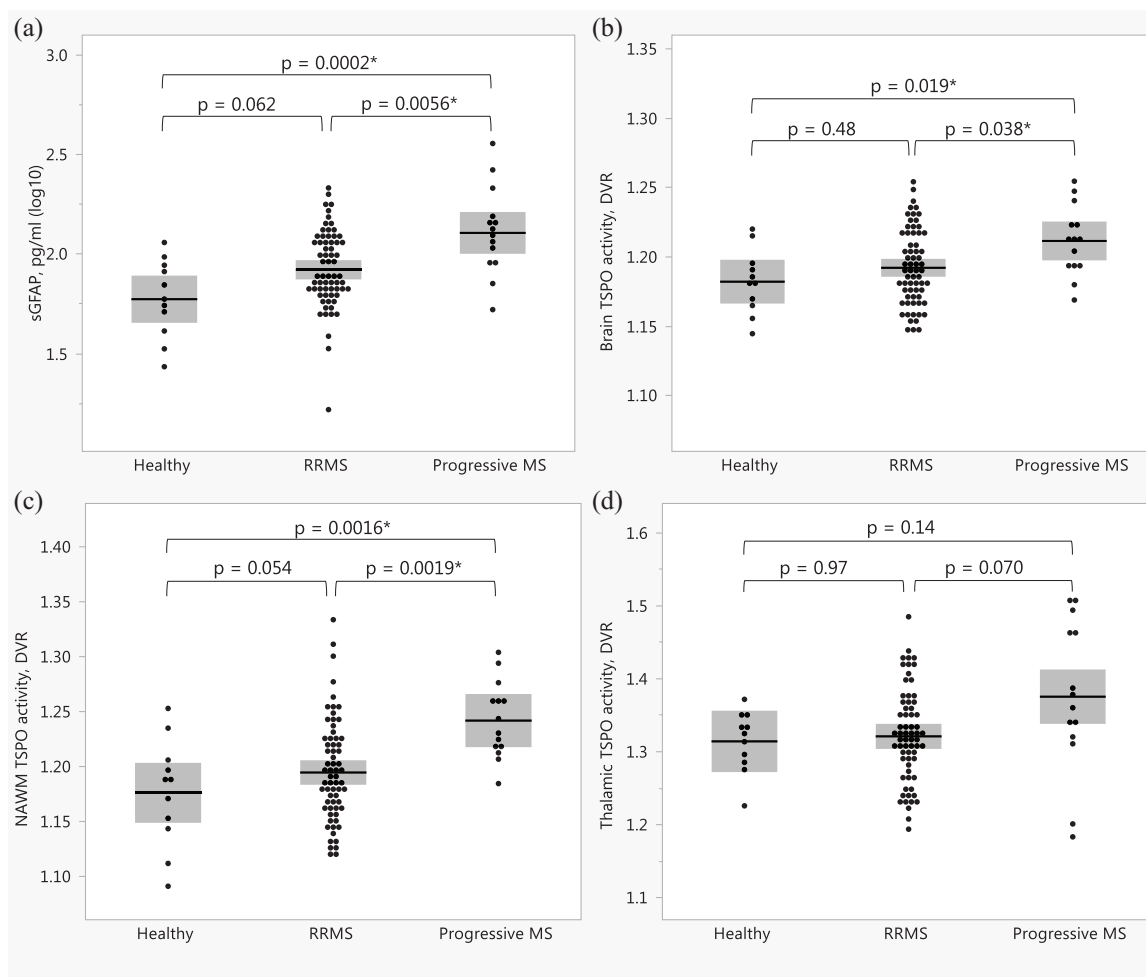 (a)
3.0
2.5
2.0
1.5
sGFAP, pg/ml (log10)
p = 0.0002*
p = 0.062
p = 0.0056*
Healthy
RRMS
Progressive MS
(b)
1.35
1.30
1.25
1.20
1.15
1.10
Brain TSPO activity, DVR
p = 0.019*
p = 0.48
p = 0.038*
Healthy
RRMS
Progressive MS
(c)
1.40
1.35
1.30
1.25
1.20
1.15
1.10
NAWM TSPO activity, DVR
p = 0.0016*
p = 0.054
p = 0.0019*
Healthy
RRMS
Progressive MS
(d)
1.6
1.5
1.4
1.3
1.2
1.1
Thalamic TSPO activity, DVR
p = 0.14
p = 0.97
p = 0.070
Healthy
RRMS
Progressive MS